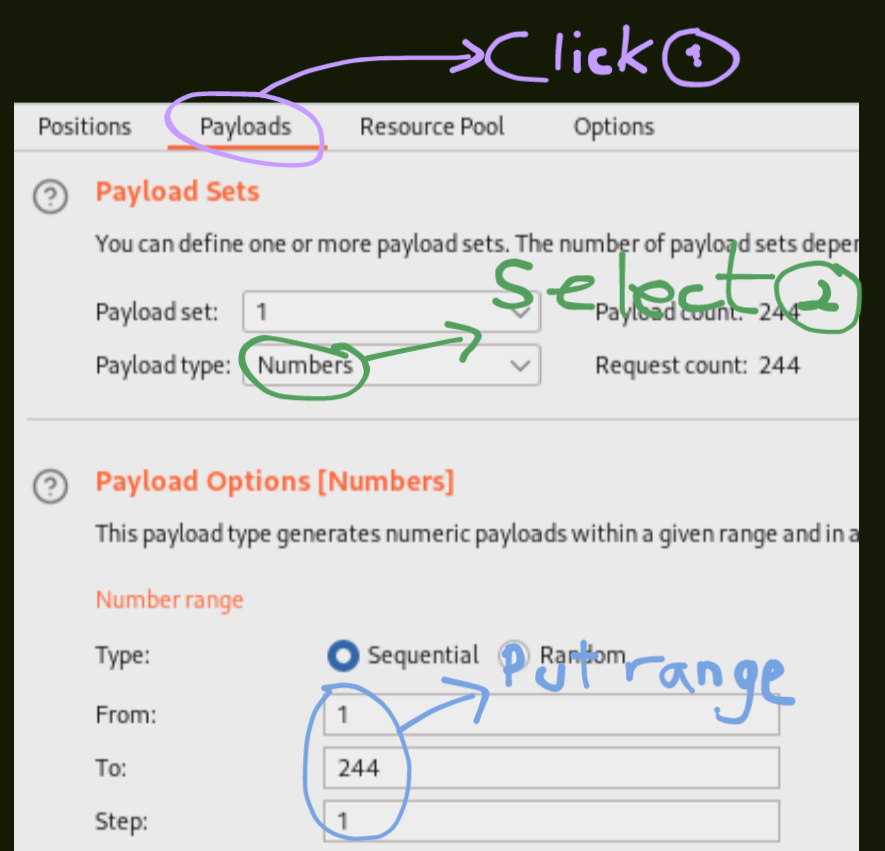 Click 1
Positions Payloads Resource Pool Options
Payload Sets
You can define one or more payload sets. The number of payload sets deper
Select 2
Payload set: 1 Payload count: 244
Payload type: Numbers Request count: 244
Payload Options [Numbers]
This payload type generates numeric payloads within a given range and in a
Number range
Type: Sequential Random
Put range
From: 1
To: 244
Step: 1